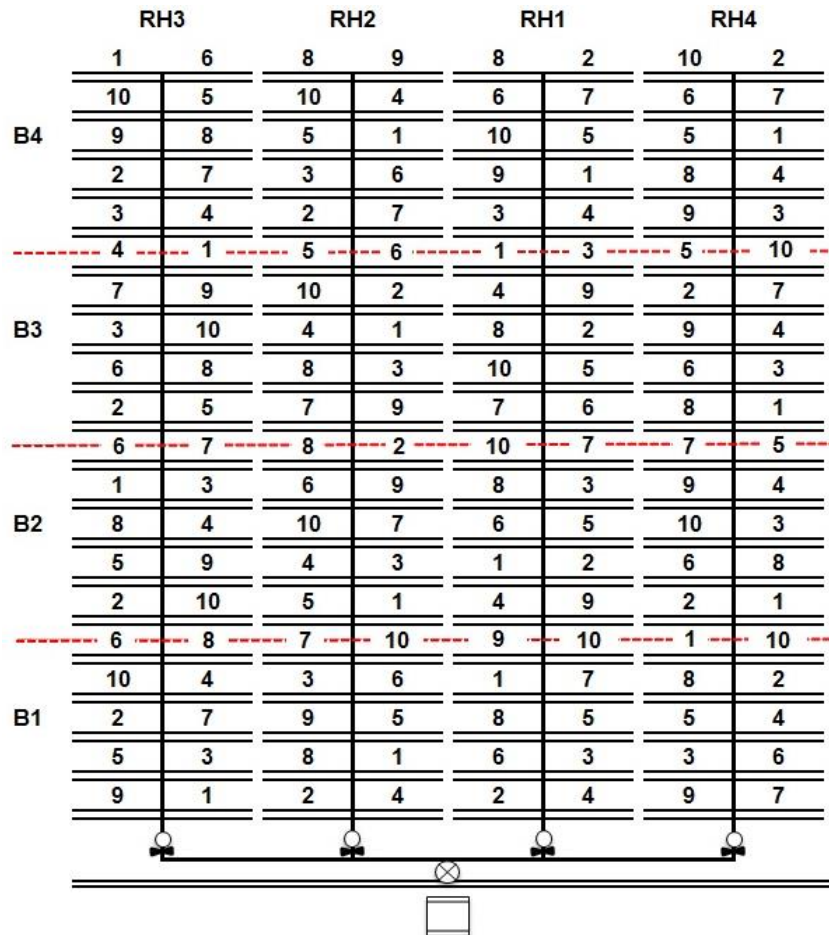 RH3 RH2 RH1 RH4
1 6 8 9 8 2 10 2
10 5 10 4 6 7 6 7
B4 9 8 5 1 10 5 5 1
2 7 3 6 9 1 8 4
3 4 2 7 3 4 9 3
4 1 5 6 1 3 5 10
7 9 10 2 4 9 2 7
B3 3 10 4 1 8 2 9 4
6 8 8 3 10 5 6 3
2 5 7 9 7 6 8 1
6 7 8 2 10 7 7 5
1 3 6 9 8 3 9 4
B2 8 4 10 7 6 5 10 3
5 9 4 3 1 2 6 8
2 10 5 1 4 9 2 1
6 8 7 10 9 10 1 10
10 4 3 6 1 7 8 2
B1 2 7 9 5 8 5 5 4
5 3 8 1 6 3 3 6
9 1 2 4 2 4 9 7